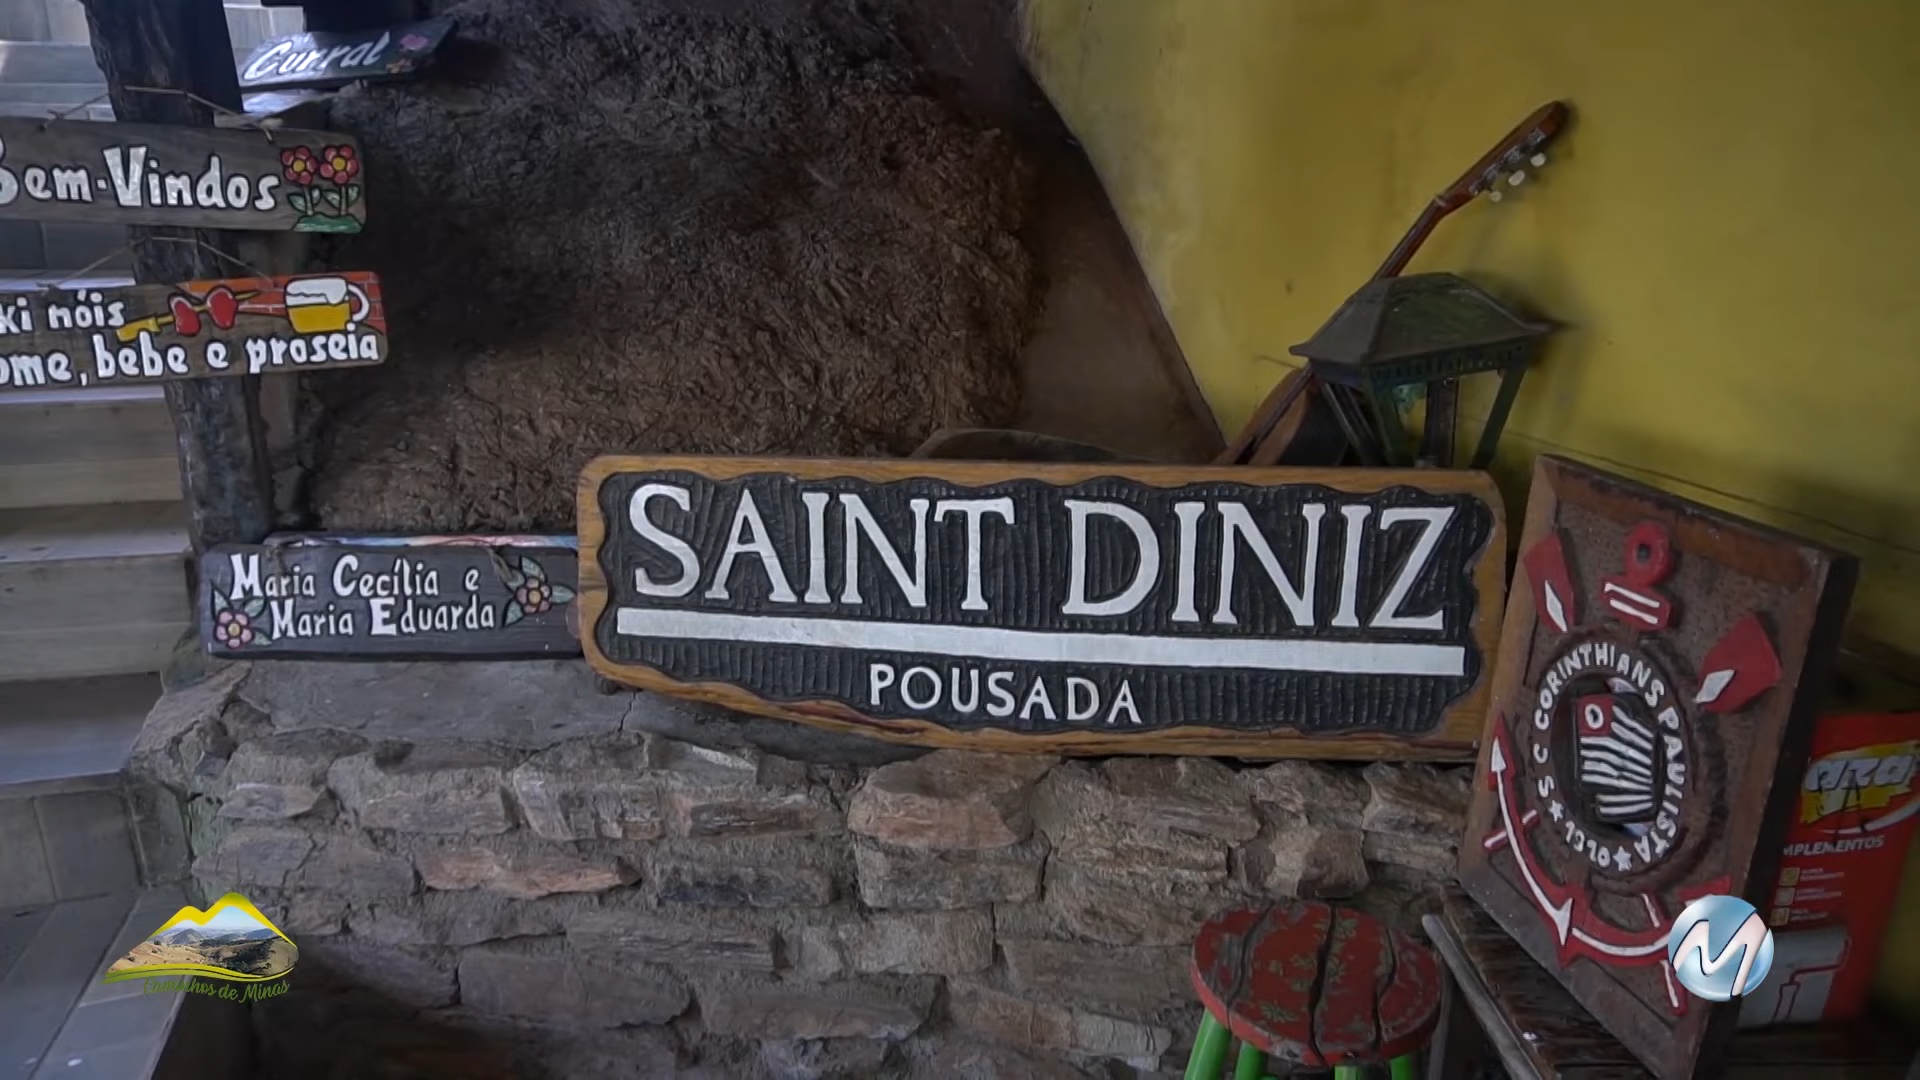 Curral
Bem-Vindos
ki nóis
ome, bebe e proseia
Maria Cecília e
Maria Eduarda
SAINT DINIZ
POUSADA
S C CORINTHIANS PAULISTA
1910
MPLEMENTOS
Caminhos de Minas
M